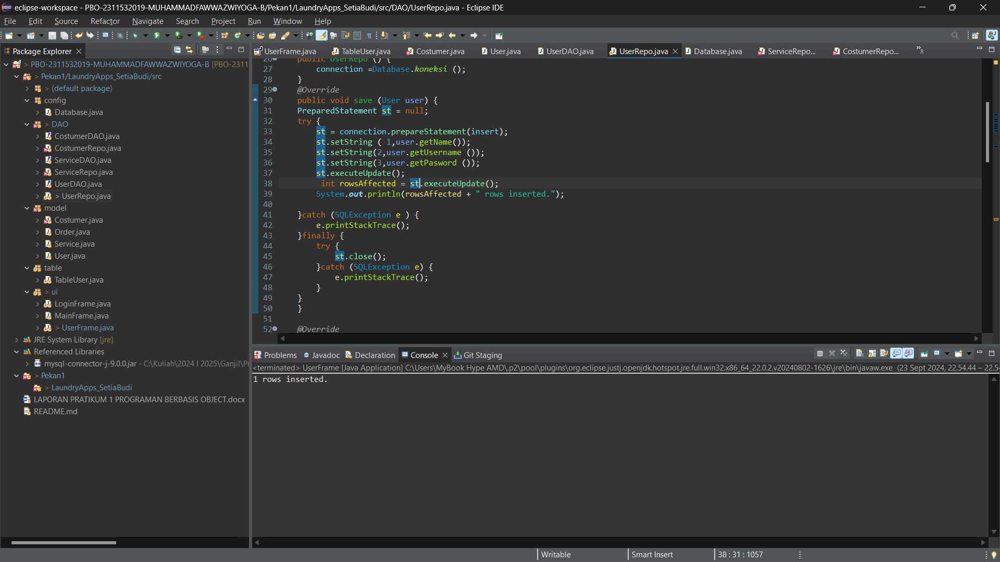 eclipse-workspace - PBO-2311532019-MUHAMMADFAWWAZWIYOGA-B/Pekan1/LaundryApps_SetiaBudi/src/DAO/UserRepo.java - Eclipse IDE
File Edit Source Refactor Navigate Search Project Run Window Help
Package Explorer
> PBO-2311532019-MUHAMMADFAWWAZWIYOGA-B [PBO-2311
> Pekan1/LaundryApps_SetiaBudi/src
> (default package)
config
Database.java
> DAO
CostumerDAO.java
CostumerRepo.java
ServiceDAO.java
ServiceRepo.java
UserDAO.java
> UserRepo.java
model
Costumer.java
Order.java
Service.java
User.java
table
TableUser.java
> ui
LoginFrame.java
MainFrame.java
> UserFrame.java
JRE System Library [jre]
Referenced Libraries
mysql-connector-j-9.0.0.jar - C:\Kuliah\2024 I 2025\Ganjil\Pr
> Pekan1
> LaundryApps_SetiaBudi
LAPORAN PRATIKUM 1 PROGRAMAN BERBASIS OBJECT.docx
README.md
UserFrame.java TableUser.java Costumer.java User.java UserDAO.java UserRepo.java Database.java ServiceRepo... CostumerRepo... »8
26 public UserRepo () {
27 connection =Database.koneksi ();
28 }
29 @Override
30 public void save (User user) {
31 PreparedStatement st = null;
32 try {
33 st = connection.prepareStatement(insert);
34 st.setString ( 1,user.getName());
35 st.setString(2,user.getUsername ());
36 st.setString(3,user.getPasword ());
37 st.executeUpdate();
38 int rowsAffected = st.executeUpdate();
39 System.out.println(rowsAffected + " rows inserted.");
40
41 }catch (SQLException e ) {
42 e.printStackTrace();
43 }finally {
44 try {
45 st.close();
46 }catch (SQLException e) {
47 e.printStackTrace();
48 }
49 }
50 }
51
52 @Override
Problems Javadoc Declaration Console Git Staging
<terminated> UserFrame [Java Application] C:\Users\MyBook Hype AMD\.p2\pool\plugins\org.eclipse.justj.openjdk.hotspot.jre.full.win32.x86_64_22.0.2.v20240802-1626\jre\bin\javaw.exe (23 Sept 2024, 22.54.44 – 22.5
1 rows inserted.
Writable Smart Insert 38 : 31 : 1057